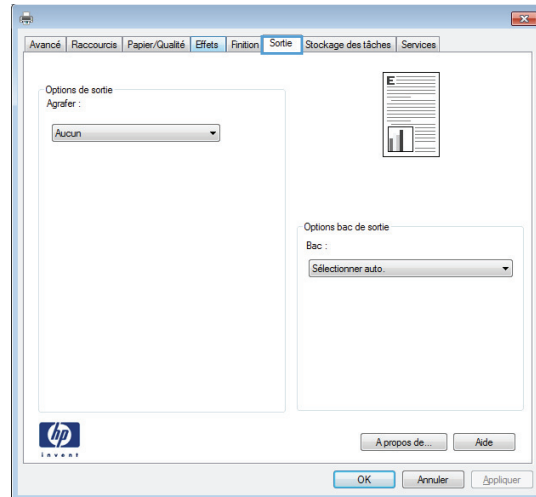 Avancé Raccourcis Papier/Qualité Effets Finition Sortie Stockage des tâches Services
Options de sortie
Agrafer :
Aucun
E
Options bac de sortie
Bac :
Sélectionner auto.
hp
invent
A propos de... Aide
OK Annuler Appliquer